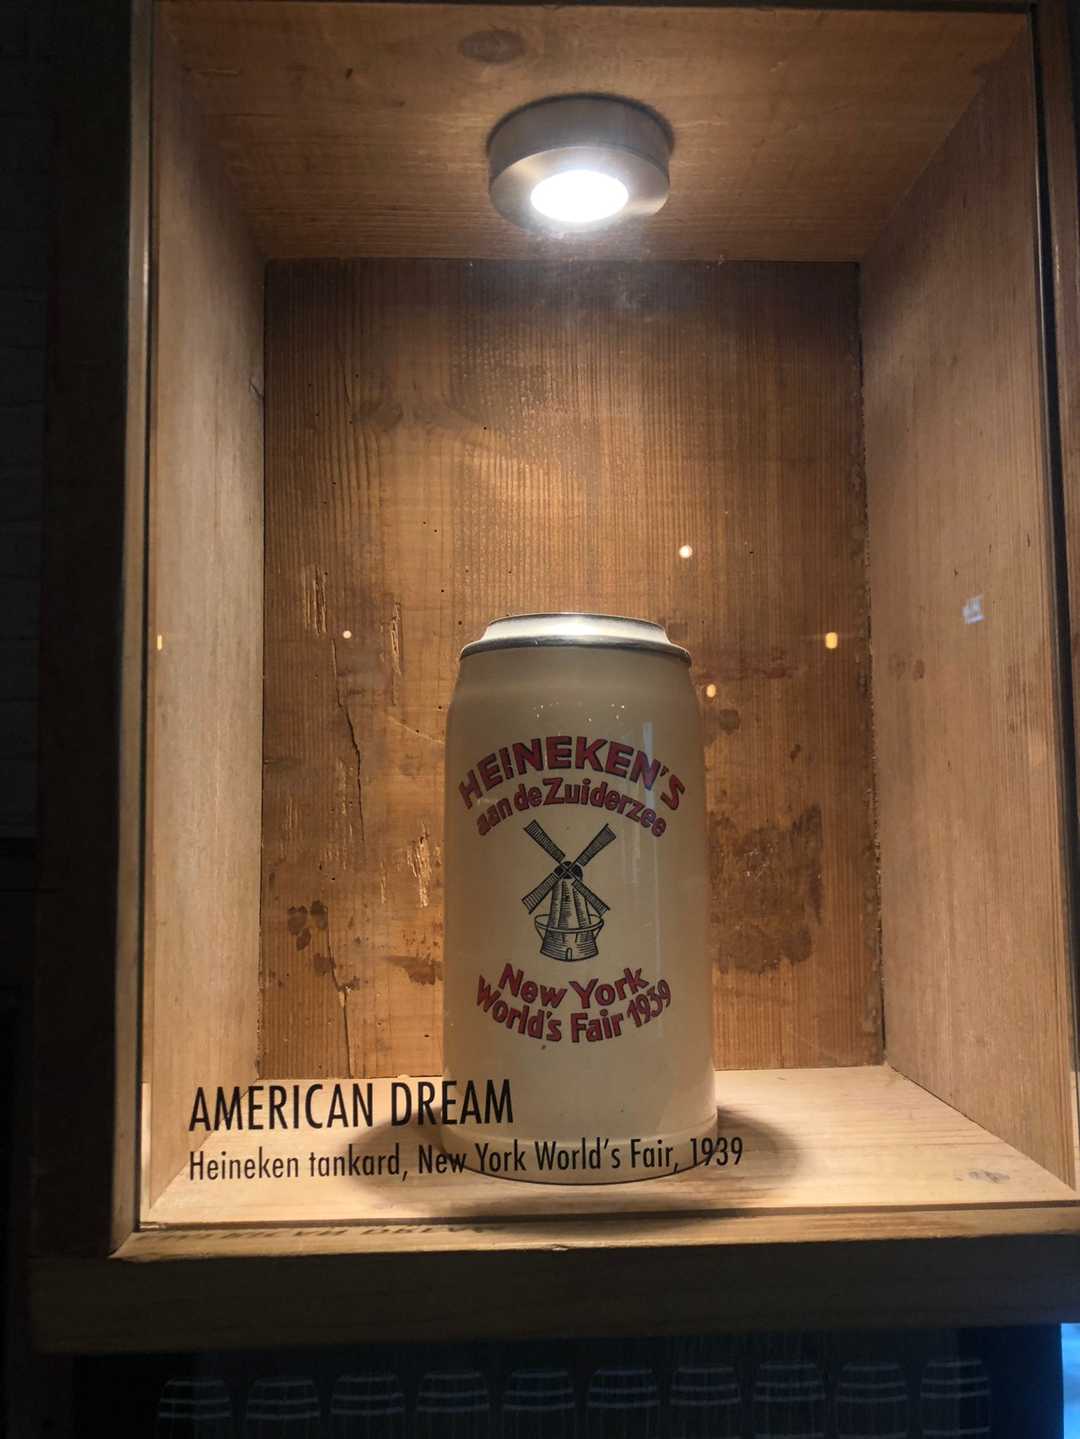 HEINEKEN'S
aan de Zuiderzee
New York
World's Fair 1939
AMERICAN DREAM
Heineken tankard, New York World's Fair, 1939